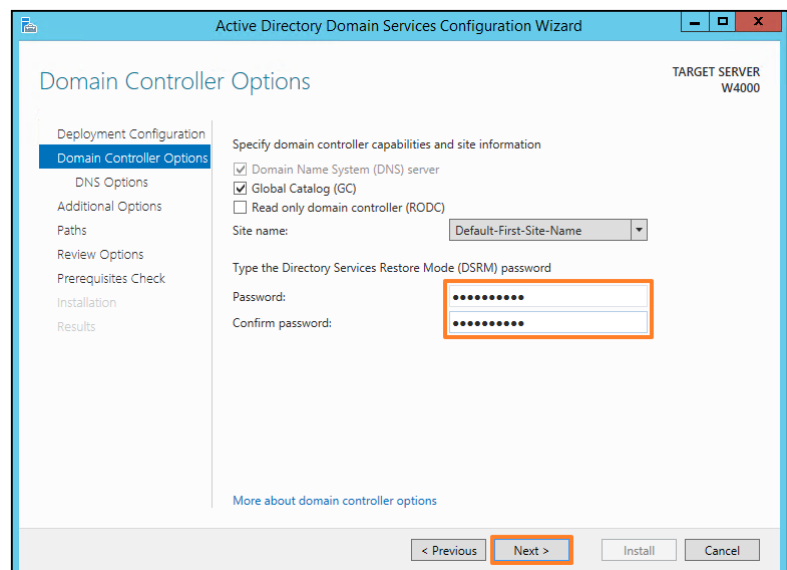 Active Directory Domain Services Configuration Wizard
Domain Controller Options
TARGET SERVER
W4000
Deployment Configuration
Domain Controller Options
DNS Options
Additional Options
Paths
Review Options
Prerequisites Check
Installation
Results
Specify domain controller capabilities and site information
Domain Name System (DNS) server
Global Catalog (GC)
Read only domain controller (RODC)
Site name: Default-First-Site-Name
Type the Directory Services Restore Mode (DSRM) password
Password: ●●●●●●●●●●
Confirm password: ●●●●●●●●●●
More about domain controller options
< Previous Next > Install Cancel